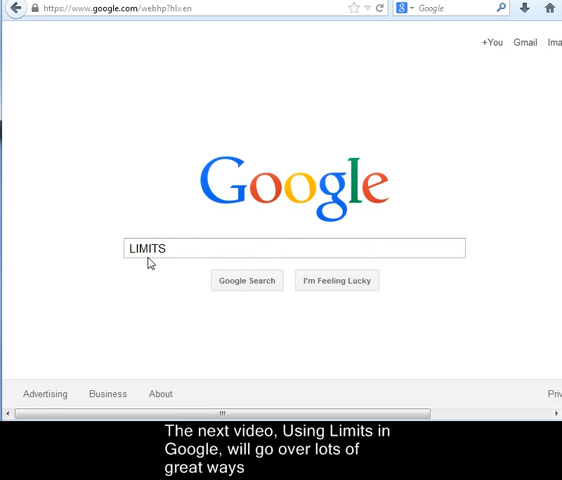 https://www.google.com/webhp?hl=en
Google
+You Gmail Ima
Google
LIMITS
Google Search I'm Feeling Lucky
Advertising Business About Priv
The next video, Using Limits in
Google, will go over lots of
great ways